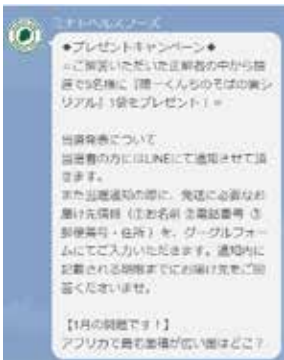 ミナトヘルスフーズ
◆プレゼントキャンペーン◆
ご解答いただいた正解者の中から抽
選で5名様に『陽一くんちのそばの実シ
リアル』1袋をプレゼント!
当選発表について
当選者の方にはLINEにて通知させて頂
きます。
また当選通知の際に、発送に必要なお
届け先情報(①お名前 ②電話番号 ③
郵便番号・住所)を、グーグルフォー
ムにてご入力いただきます。通知内に
記載される期限までにお届け先をご回
答くださいませ。
【1月の問題です!】
アフリカで最も面積が広い国はどこ?